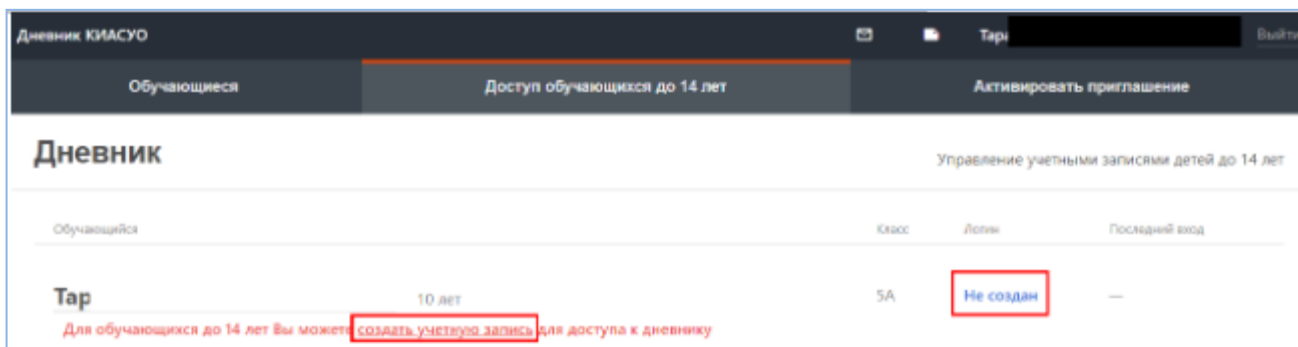 Дневник КИАСУО Тар Выйти
Обучающиеся Доступ обучающихся до 14 лет Активировать приглашение
Дневник Управление учетными записями детей до 14 лет
Обучающийся Класс Логин Последний вход
Тар 10 лет 5А Не создан —
Для обучающихся до 14 лет Вы можете создать учетную запись для доступа к дневнику